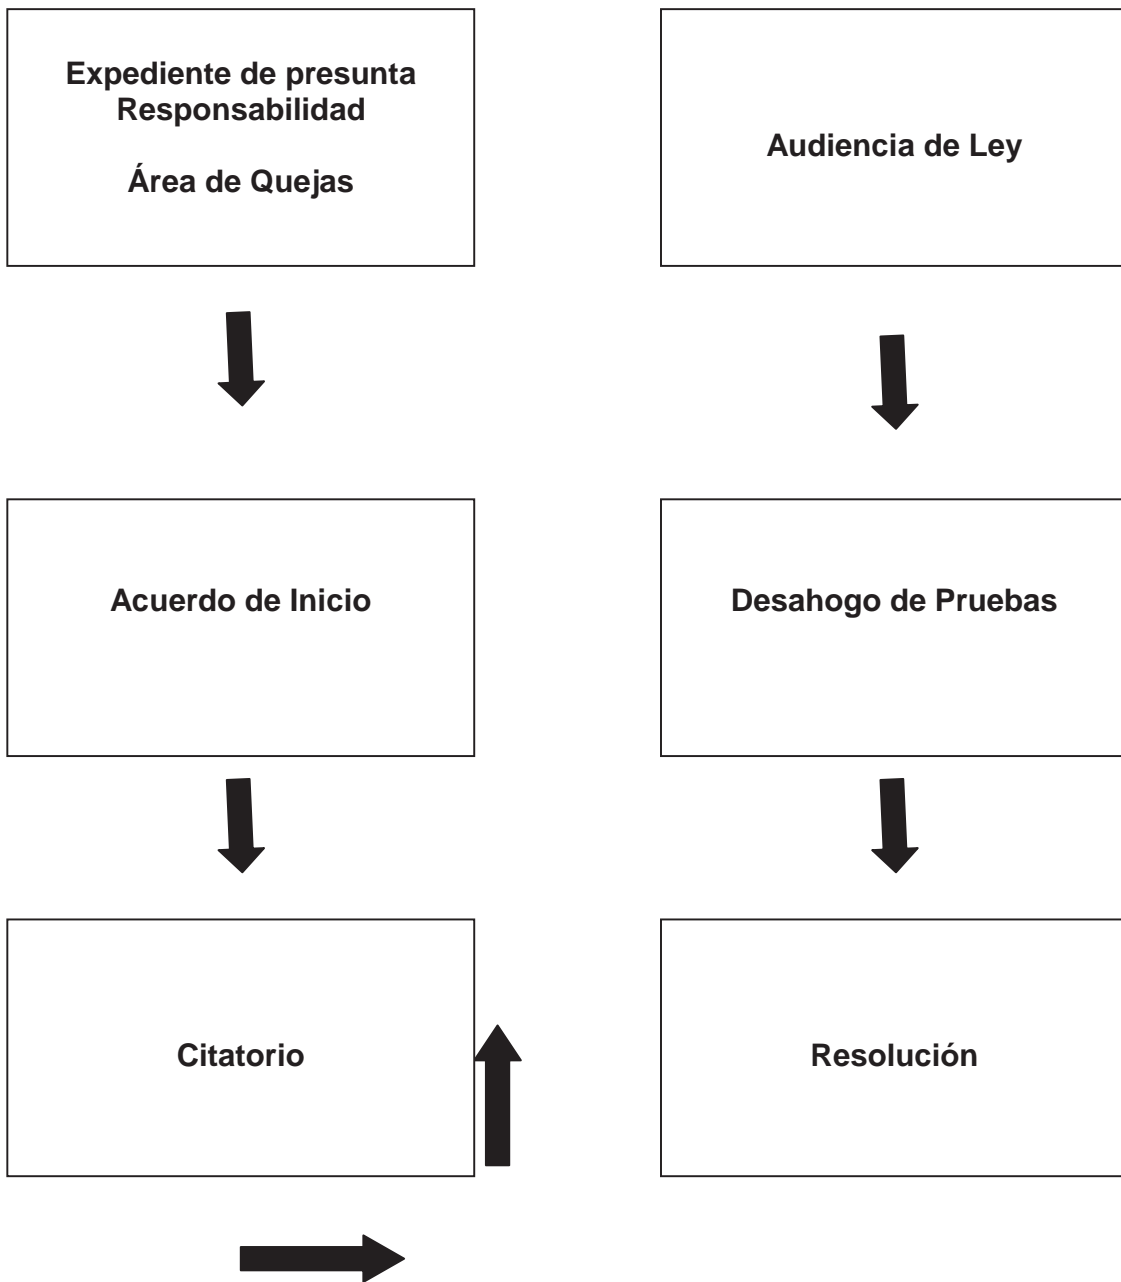 Expediente de presunta
Responsabilidad
Área de Quejas
Acuerdo de Inicio
Citatorio
Audiencia de Ley
Desahogo de Pruebas
Resolución